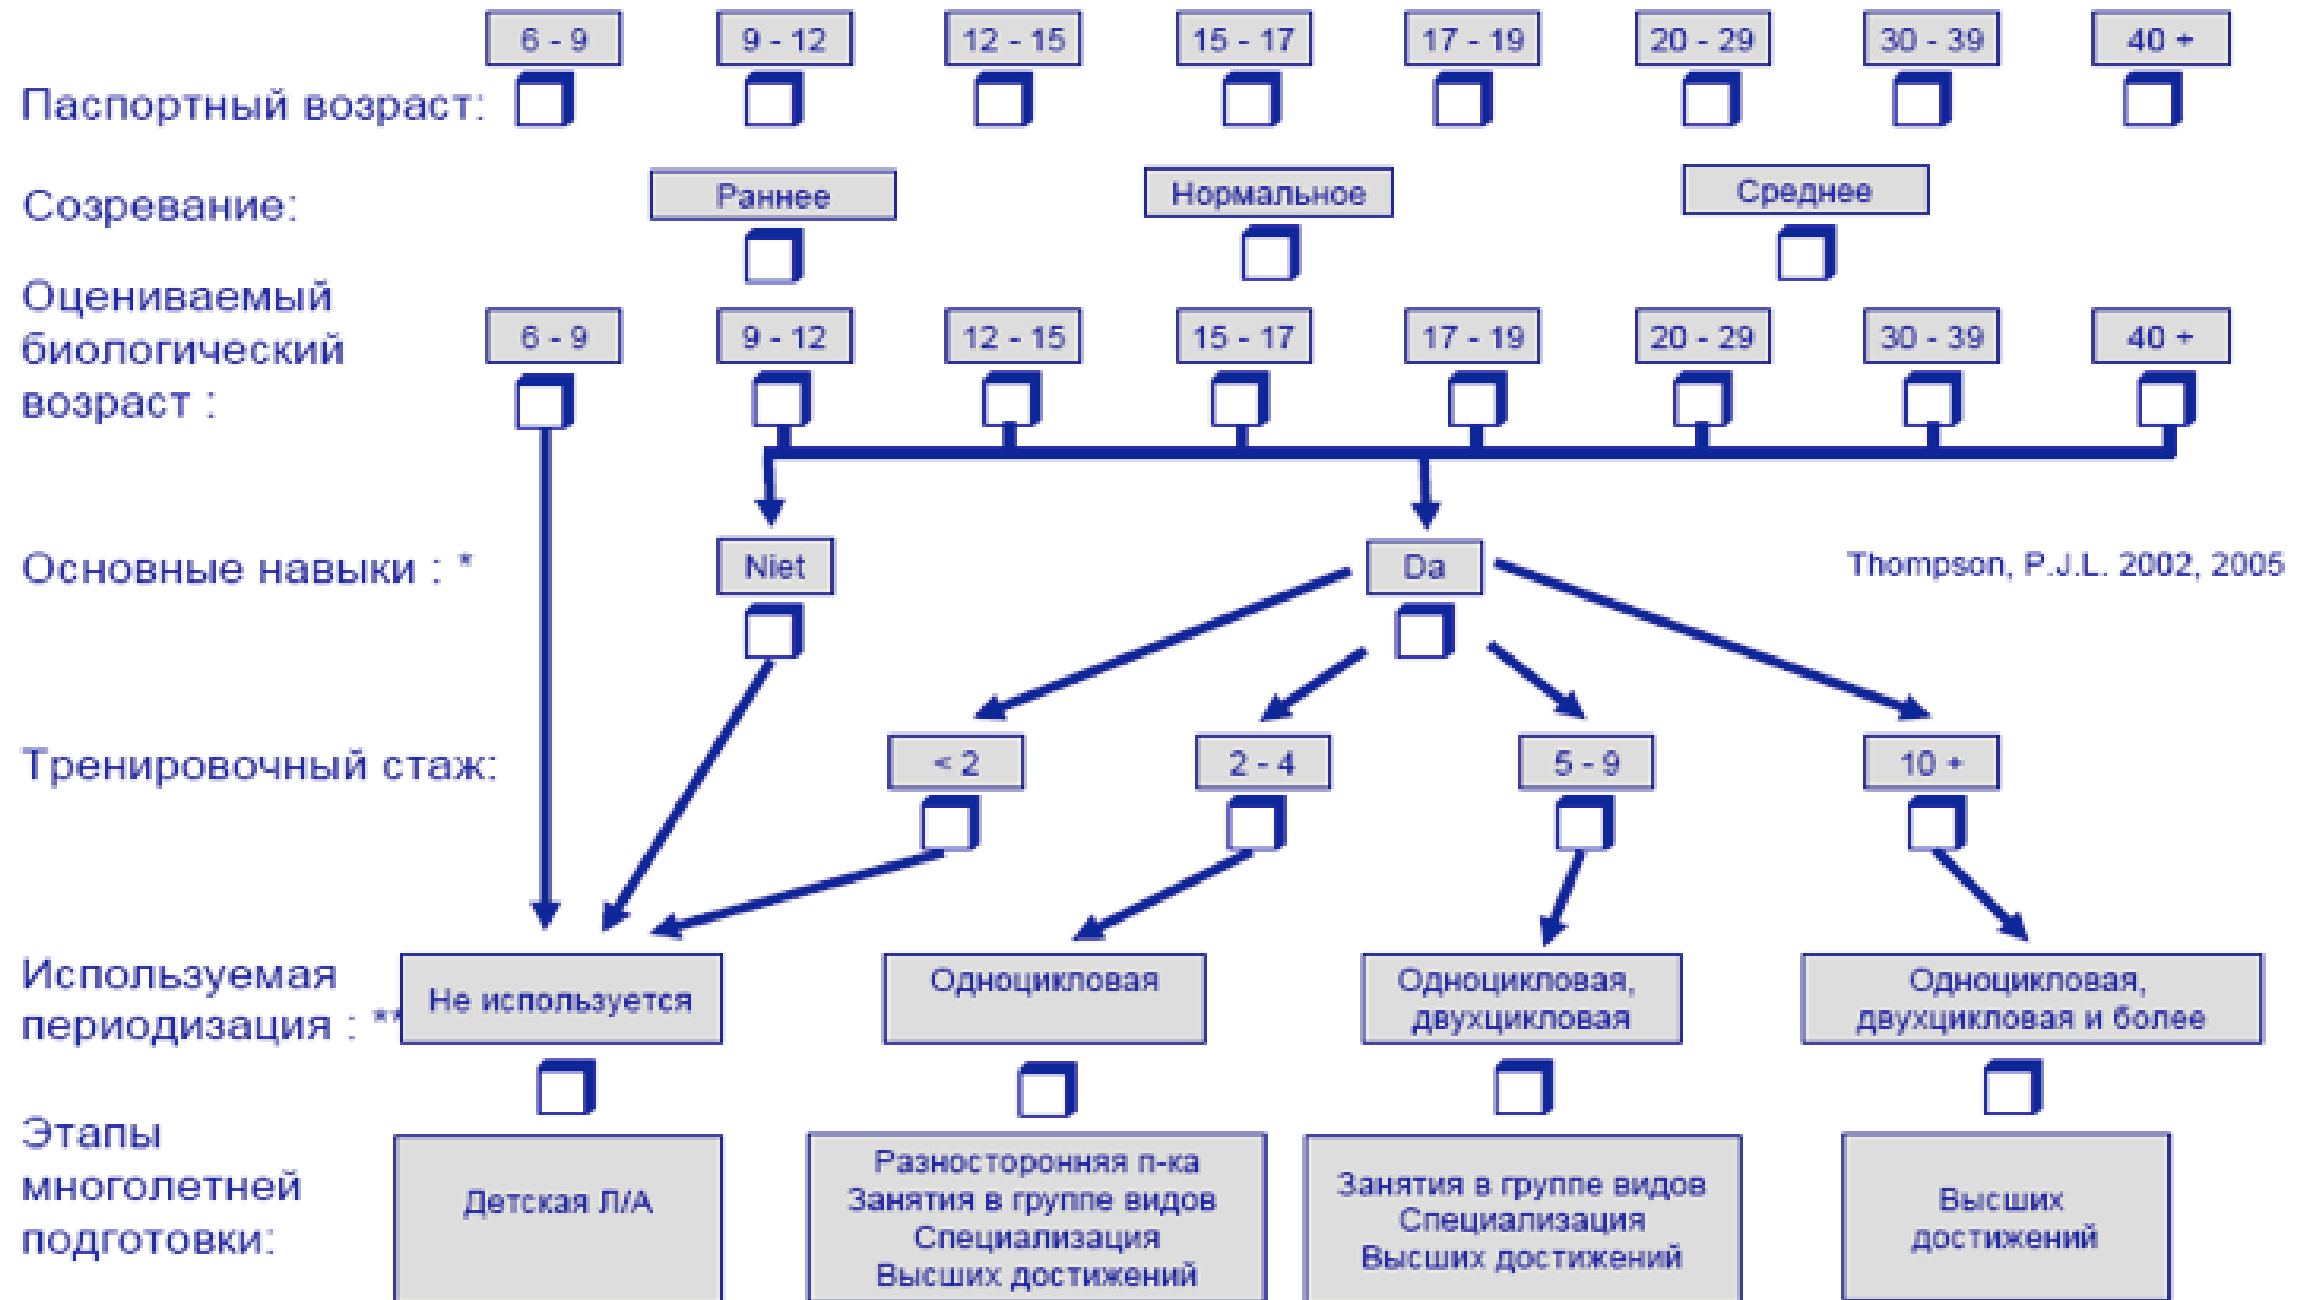 6 - 9
9 - 12
12 - 15
15 - 17
17 - 19
20 - 29
30 - 39
40 +
Паспортный возраст:
Созревание:
Раннее
Нормальное
Среднее
Оцениваемый
биологический
возраст :
6 - 9
9 - 12
12 - 15
15 - 17
17 - 19
20 - 29
30 - 39
40 +
Основные навыки : *
Niet
Da
Thompson, P.J.L. 2002, 2005
Тренировочный стаж:
< 2
2 - 4
5 - 9
10 +
Используемая
периодизация : **
Не используется
Одноцикловая
Одноцикловая,
двухцикловая
Одноцикловая,
двухцикловая и более
Этапы
многолетней
подготовки:
Детская Л/А
Разносторонняя п-ка
Занятия в группе видов
Специализация
Высших достижений
Занятия в группе видов
Специализация
Высших достижений
Высших
достижений